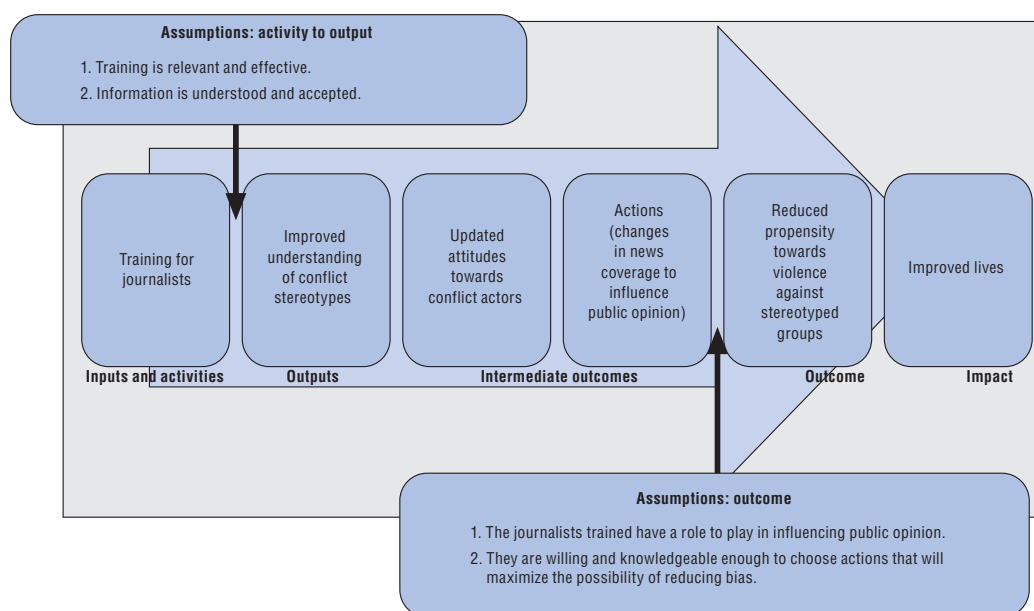 Assumptions: activity to output
1. Training is relevant and effective.
2. Information is understood and accepted.
Training for
journalists
Improved
understanding
of conflict
stereotypes
Updated
attitudes
towards
conflict actors
Actions
(changes
in news
coverage to
influence
public opinion)
Reduced
propensity
towards
violence
against
stereotyped
groups
Improved lives
Inputs and activities
Outputs
Intermediate outcomes
Outcome
Impact
Assumptions: outcome
1. The journalists trained have a role to play in influencing public opinion.
2. They are willing and knowledgeable enough to choose actions that will
maximize the possibility of reducing bias.